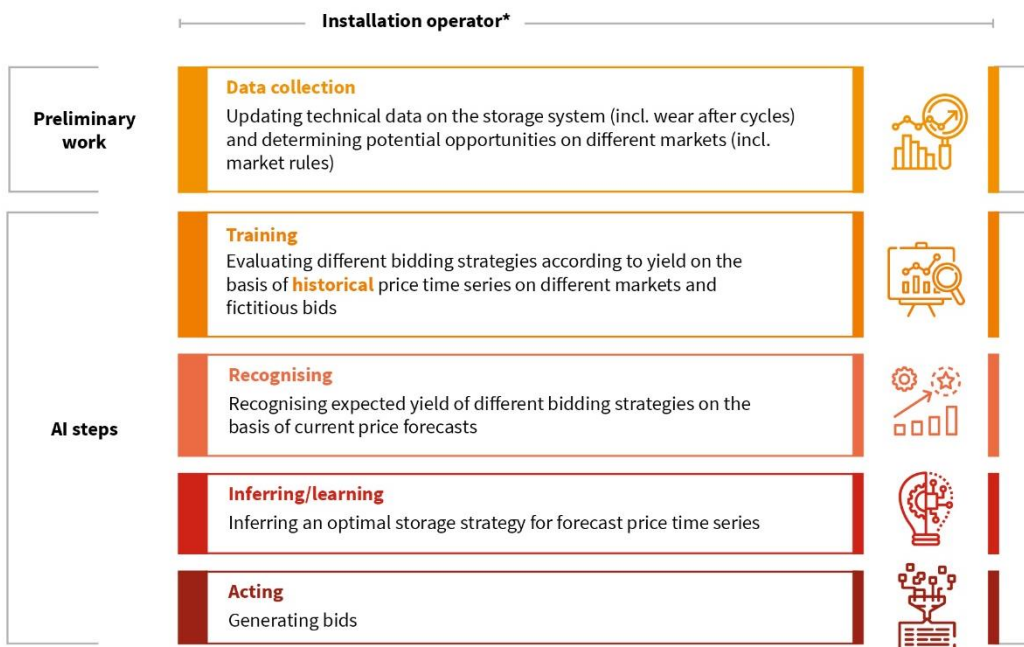 Installation operator*
Preliminary
work
Data collection
Updating technical data on the storage system (incl. wear after cycles)
and determining potential opportunities on different markets (incl.
market rules)
AI steps
Training
Evaluating different bidding strategies according to yield on the
basis of historical price time series on different markets and
fictitious bids
Recognising
Recognising expected yield of different bidding strategies on the
basis of current price forecasts
Inferring/learning
Inferring an optimal storage strategy for forecast price time series
Acting
Generating bids